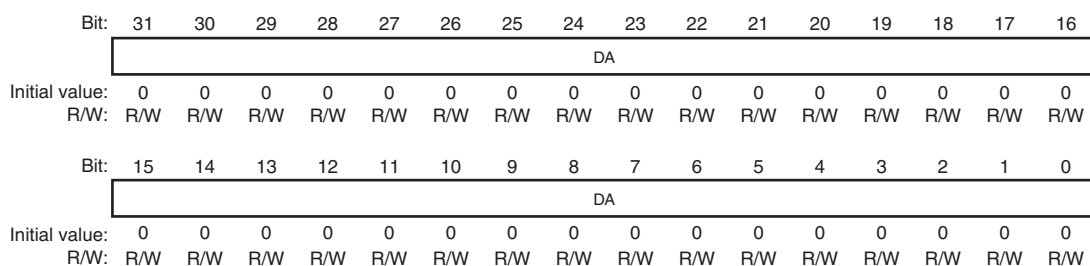 Bit: 31 30 29 28 27 26 25 24 23 22 21 20 19 18 17 16
DA
Initial value: 0 0 0 0 0 0 0 0 0 0 0 0 0 0 0 0
R/W: R/W R/W R/W R/W R/W R/W R/W R/W R/W R/W R/W R/W R/W R/W R/W R/W
Bit: 15 14 13 12 11 10 9 8 7 6 5 4 3 2 1 0
DA
Initial value: 0 0 0 0 0 0 0 0 0 0 0 0 0 0 0 0
R/W: R/W R/W R/W R/W R/W R/W R/W R/W R/W R/W R/W R/W R/W R/W R/W R/W